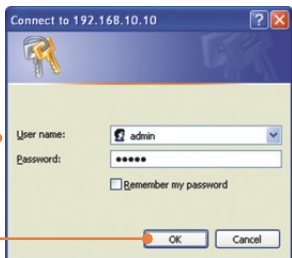 Connect to 192.168.10.10
User name:
admin
Password:
•••••
Remember my password
OK
Cancel